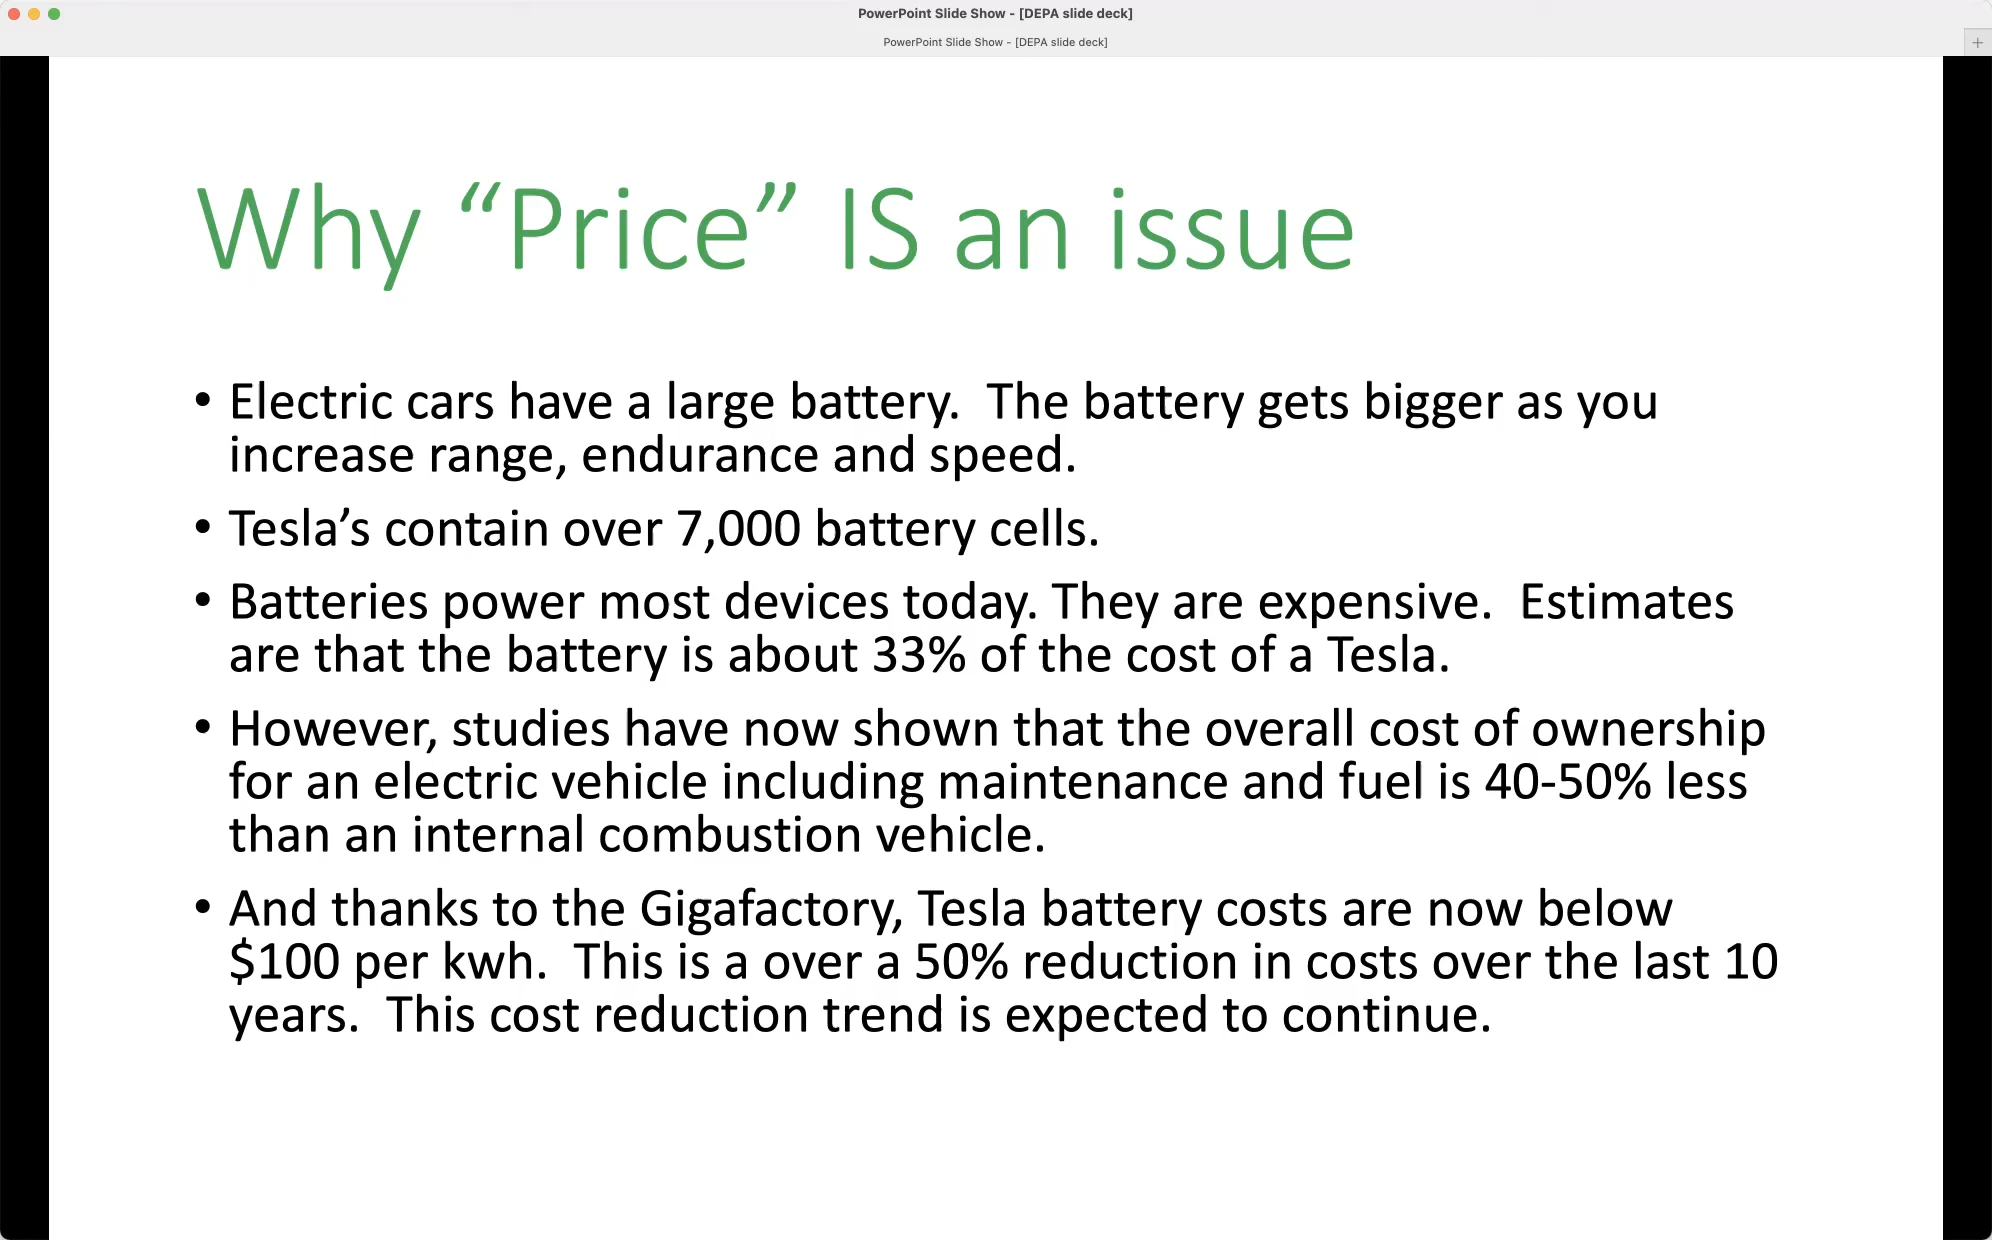 PowerPoint Slide Show - [DEPA slide deck]
PowerPoint Slide Show - [DEPA slide deck]
+
Why “Price” IS an issue
• Electric cars have a large battery.  The battery gets bigger as you
increase range, endurance and speed.
• Tesla’s contain over 7,000 battery cells.
• Batteries power most devices today. They are expensive.  Estimates
are that the battery is about 33% of the cost of a Tesla.
• However, studies have now shown that the overall cost of ownership
for an electric vehicle including maintenance and fuel is 40-50% less
than an internal combustion vehicle.
• And thanks to the Gigafactory, Tesla battery costs are now below
$100 per kwh.  This is a over a 50% reduction in costs over the last 10
years.  This cost reduction trend is expected to continue.